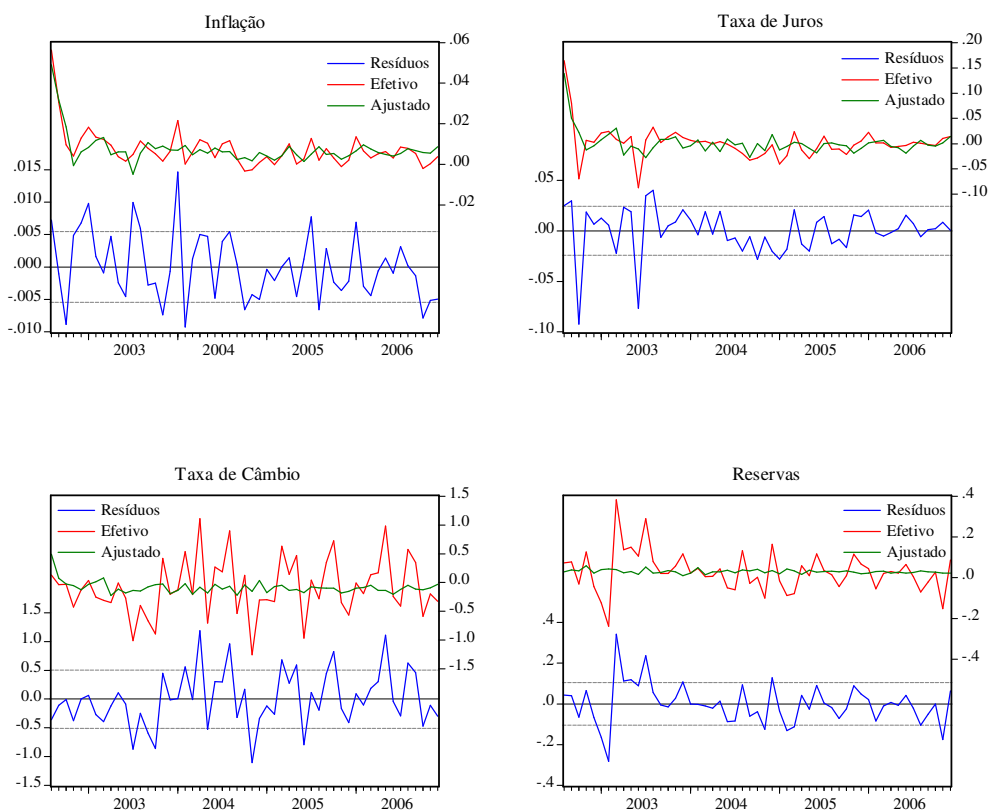 Inflação
Resíduos
Efetivo
Ajustado
.06
.04
.02
.00
-.02
.015
.010
.005
.000
-.005
-.010
2003 2004 2005 2006
Taxa de Juros
Resíduos
Efetivo
Ajustado
.20
.15
.10
.05
.00
-.05
-.10
.05
.00
-.05
-.10
2003 2004 2005 2006
Taxa de Câmbio
Resíduos
Efetivo
Ajustado
1.5
1.0
0.5
0.0
-0.5
-1.0
-1.5
1.5
1.0
0.5
0.0
-0.5
-1.0
-1.5
2003 2004 2005 2006
Reservas
Resíduos
Efetivo
Ajustado
.4
.2
.0
-.2
-.4
.4
.2
.0
-.2
-.4
2003 2004 2005 2006